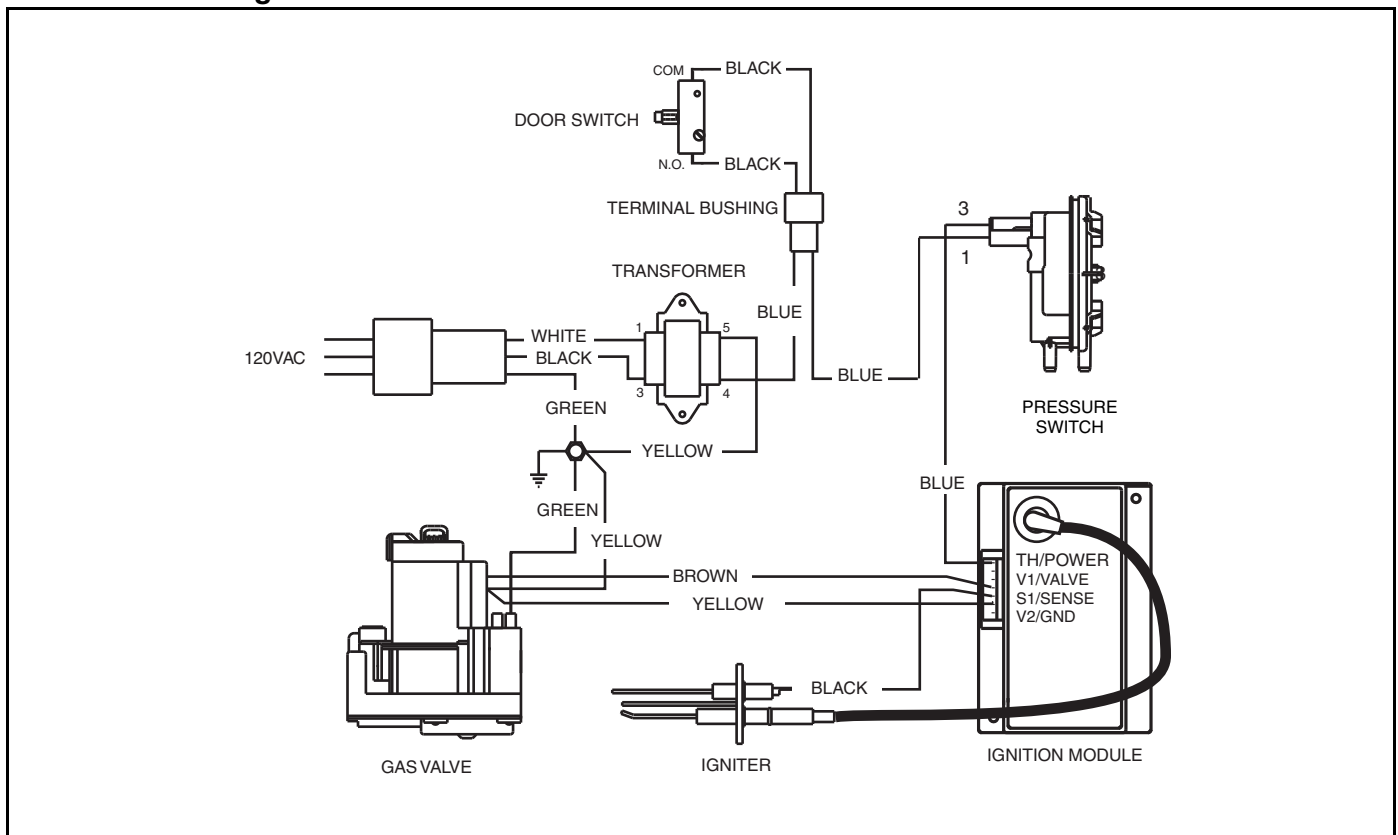 COM
BLACK
DOOR SWITCH
N.O.
BLACK
TERMINAL BUSHING
3
1
TRANSFORMER
BLUE
1
5
WHITE
120VAC
BLACK
BLUE
3
4
GREEN
PRESSURE
SWITCH
YELLOW
BLUE
GREEN
YELLOW
TH/POWER
BROWN
V1/VALVE
S1/SENSE
YELLOW
V2/GND
BLACK
GAS VALVE
IGNITER
IGNITION MODULE